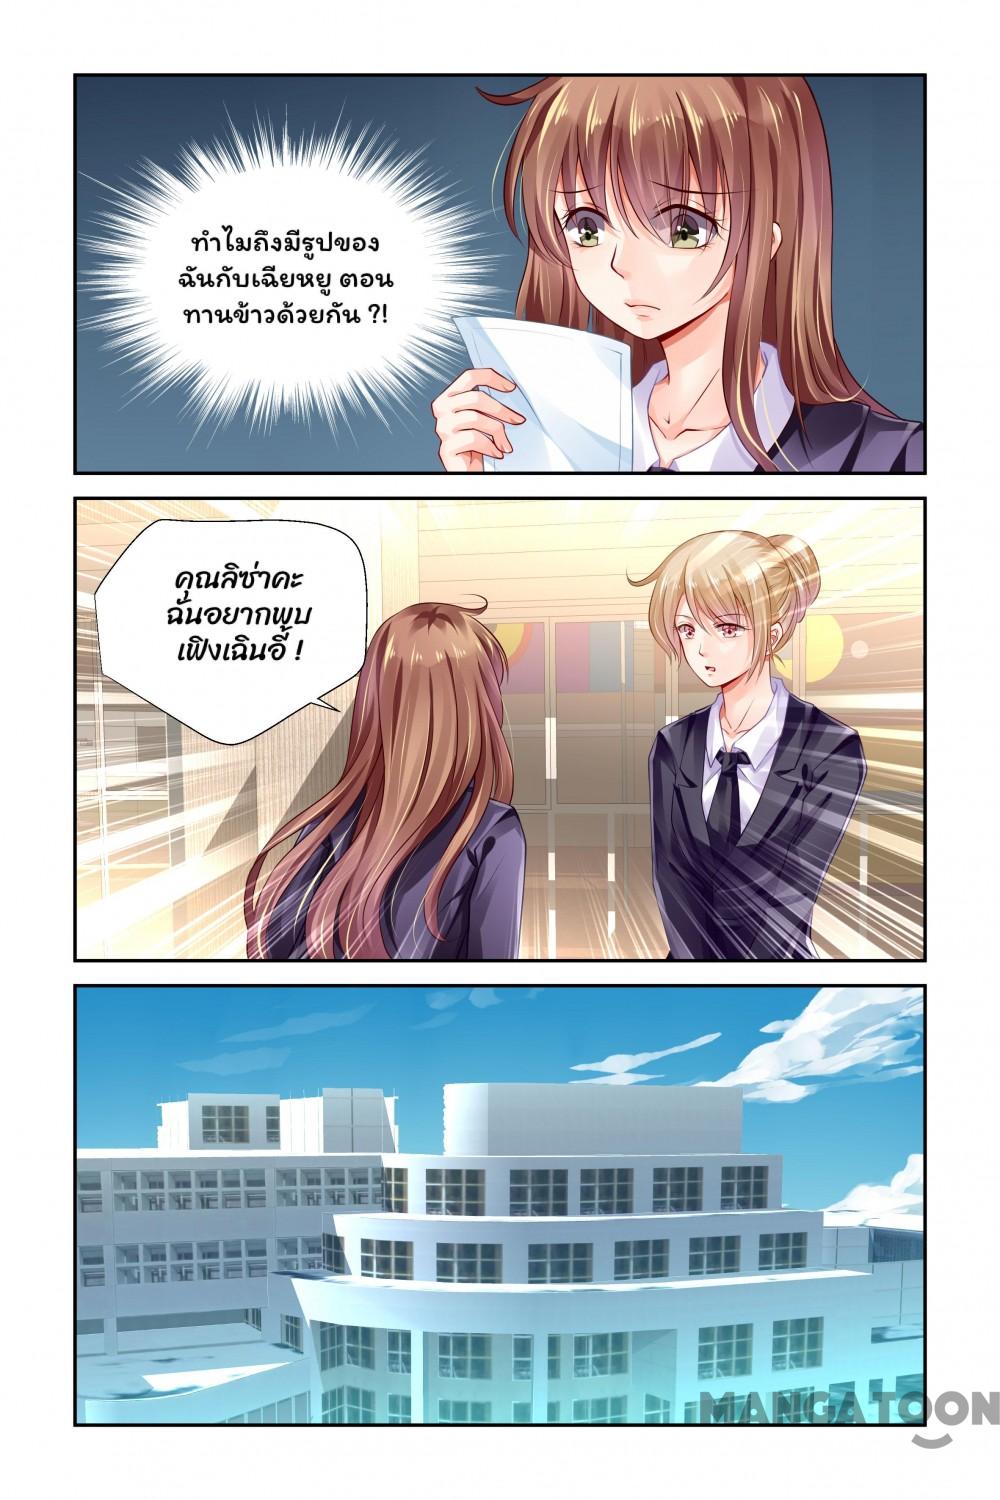 ทำไมถึงมีรูปของ
ฉันกับเฉียหยู ตอน
ทานข้าวด้วยกัน ?!
คุณลิซ่าคะ
ฉันอยากพบ
เฟิงเฉินอี้ !
MANGATOON